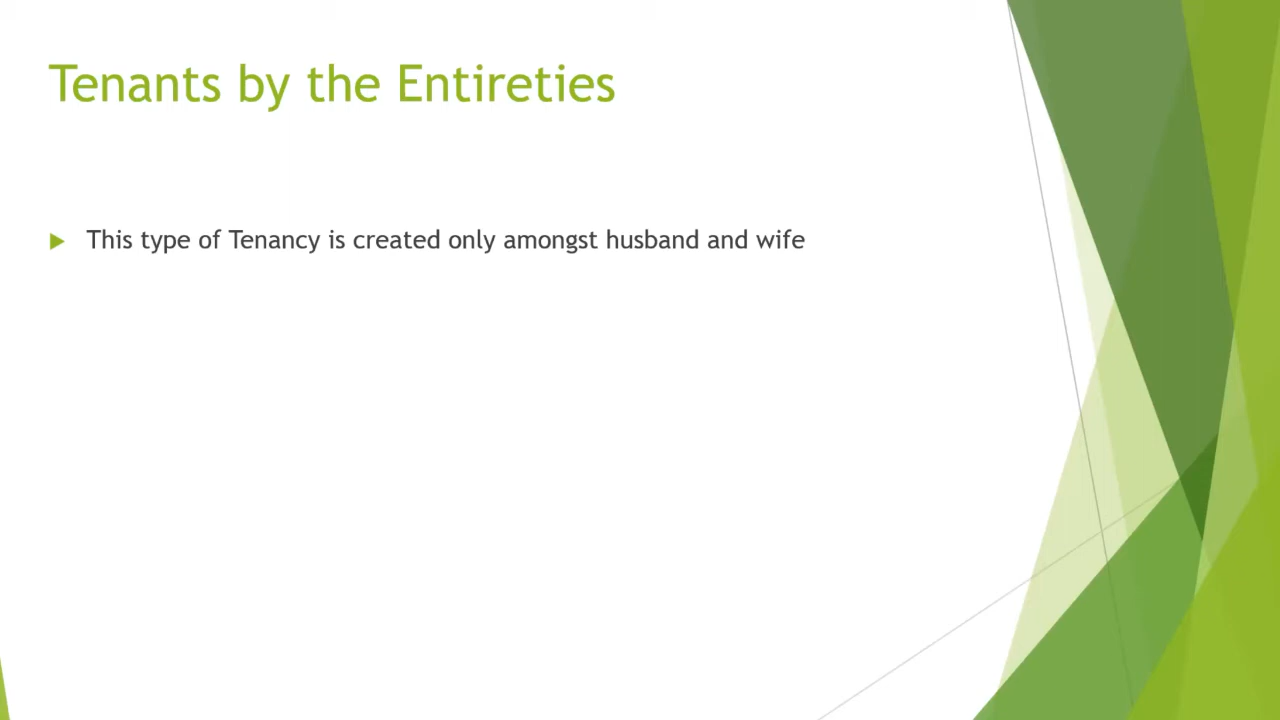 Tenants by the Entireties
This type of Tenancy is created only amongst husband and wife